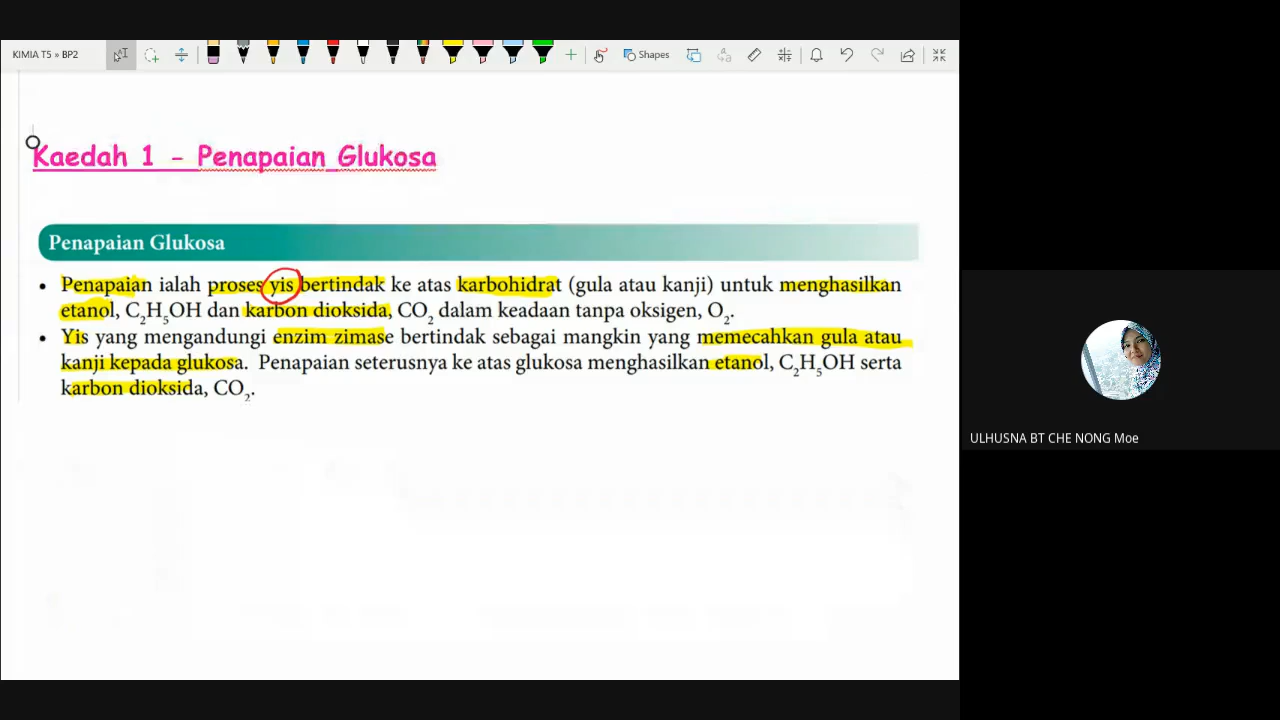 KIMIA T5 » BP2
Shapes
Kaedah 1 - Penapaian Glukosa
Penapaian Glukosa
• Penapaian ialah proses yis bertindak ke atas karbohidrat (gula atau kanji) untuk menghasilkan
etanol, C₂H₅OH dan karbon dioksida, CO₂ dalam keadaan tanpa oksigen, O₂.
• Yis yang mengandungi enzim zimase bertindak sebagai mangkin yang memecahkan gula atau
kanji kepada glukosa. Penapaian seterusnya ke atas glukosa menghasilkan etanol, C₂H₅OH serta
karbon dioksida, CO₂.
ULHUSNA BT CHE NONG Moe